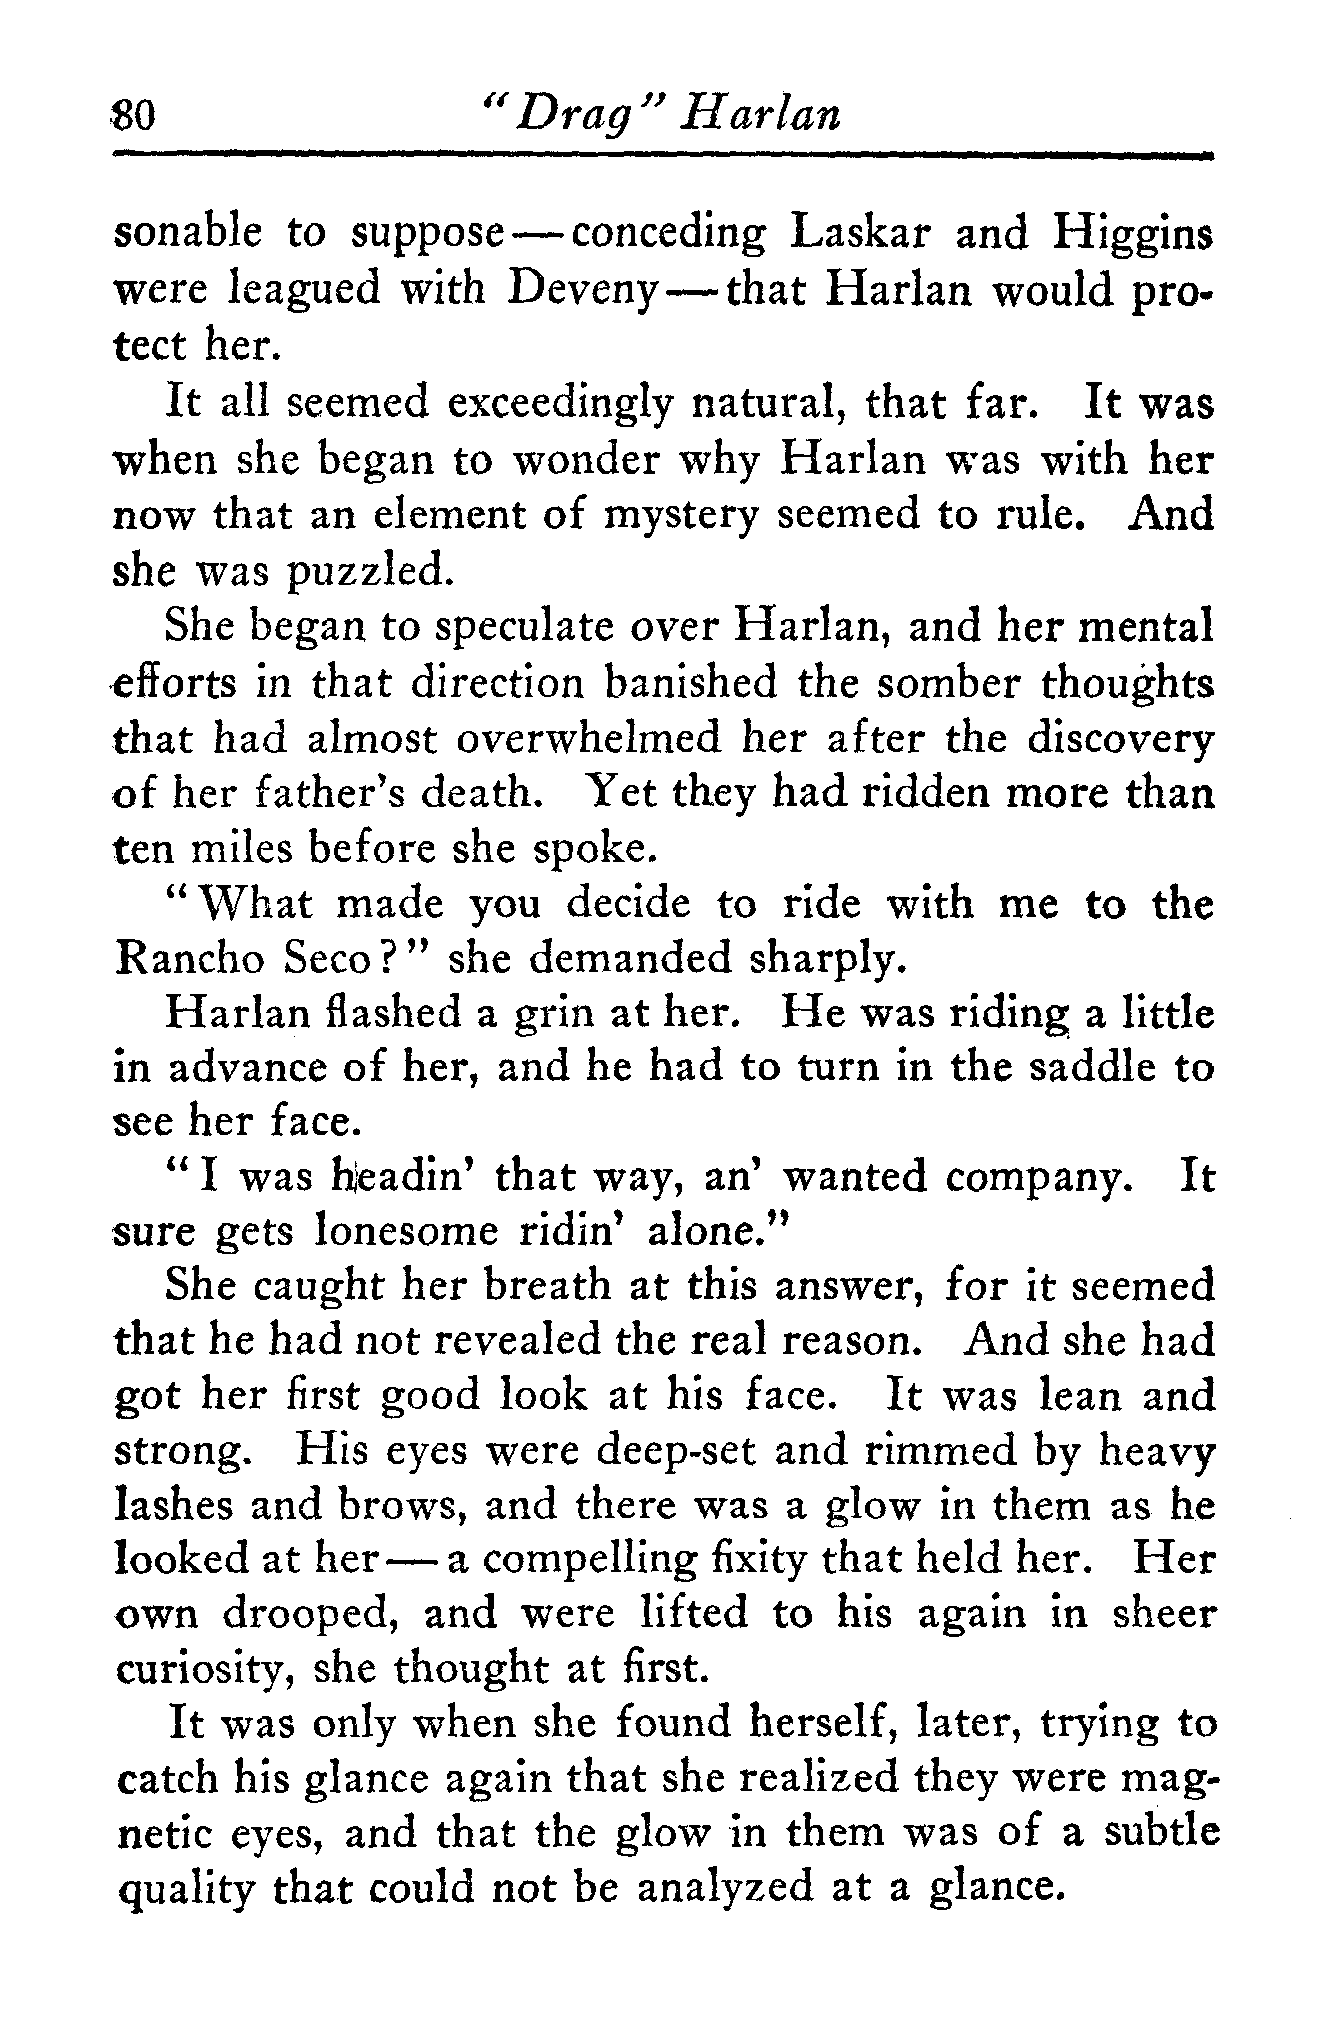 80 “Drag” Harlan
sonable to suppose—conceding Laskar and Higgins
were leagued with Deveny—that Harlan would pro-
tect her.
It all seemed exceedingly natural, that far. It was
when she began to wonder why Harlan was with her
now that an element of mystery seemed to rule. And
she was puzzled.
She began to speculate over Harlan, and her mental
efforts in that direction banished the somber thoughts
that had almost overwhelmed her after the discovery
of her father's death. Yet they had ridden more than
ten miles before she spoke.
“What made you decide to ride with me to the
Rancho Seco?” she demanded sharply.
Harlan flashed a grin at her. He was riding a little
in advance of her, and he had to turn in the saddle to
see her face.
“I was headin' that way, an' wanted company. It
sure gets lonesome ridin' alone.”
She caught her breath at this answer, for it seemed
that he had not revealed the real reason. And she had
got her first good look at his face. It was lean and
strong. His eyes were deep-set and rimmed by heavy
lashes and brows, and there was a glow in them as he
looked at her—a compelling fixity that held her. Her
own drooped, and were lifted to his again in sheer
curiosity, she thought at first.
It was only when she found herself, later, trying to
catch his glance again that she realized they were mag-
netic eyes, and that the glow in them was of a subtle
quality that could not be analyzed at a glance.